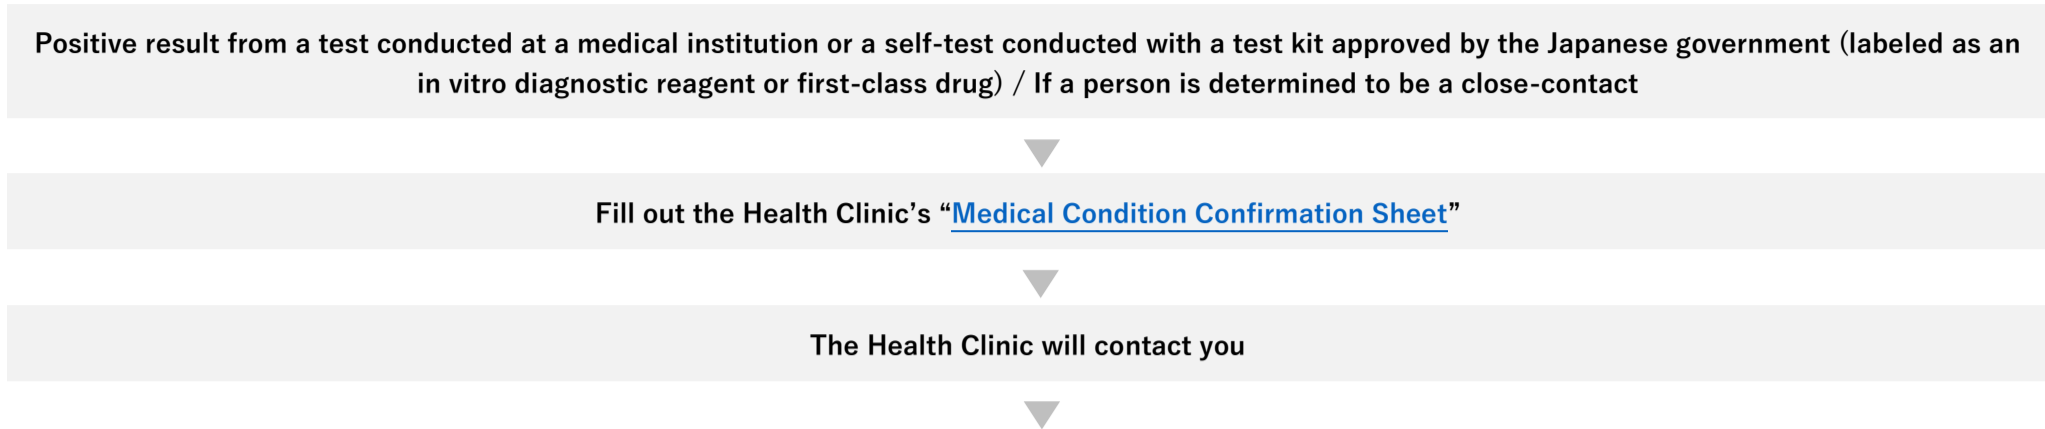 Positive result from a test conducted at a medical institution or a self-test conducted with a test kit approved by the Japanese government (labeled as an
in vitro diagnostic reagent or first-class drug) / If a person is determined to be a close-contact
Fill out the Health Clinic’s “Medical Condition Confirmation Sheet”
The Health Clinic will contact you